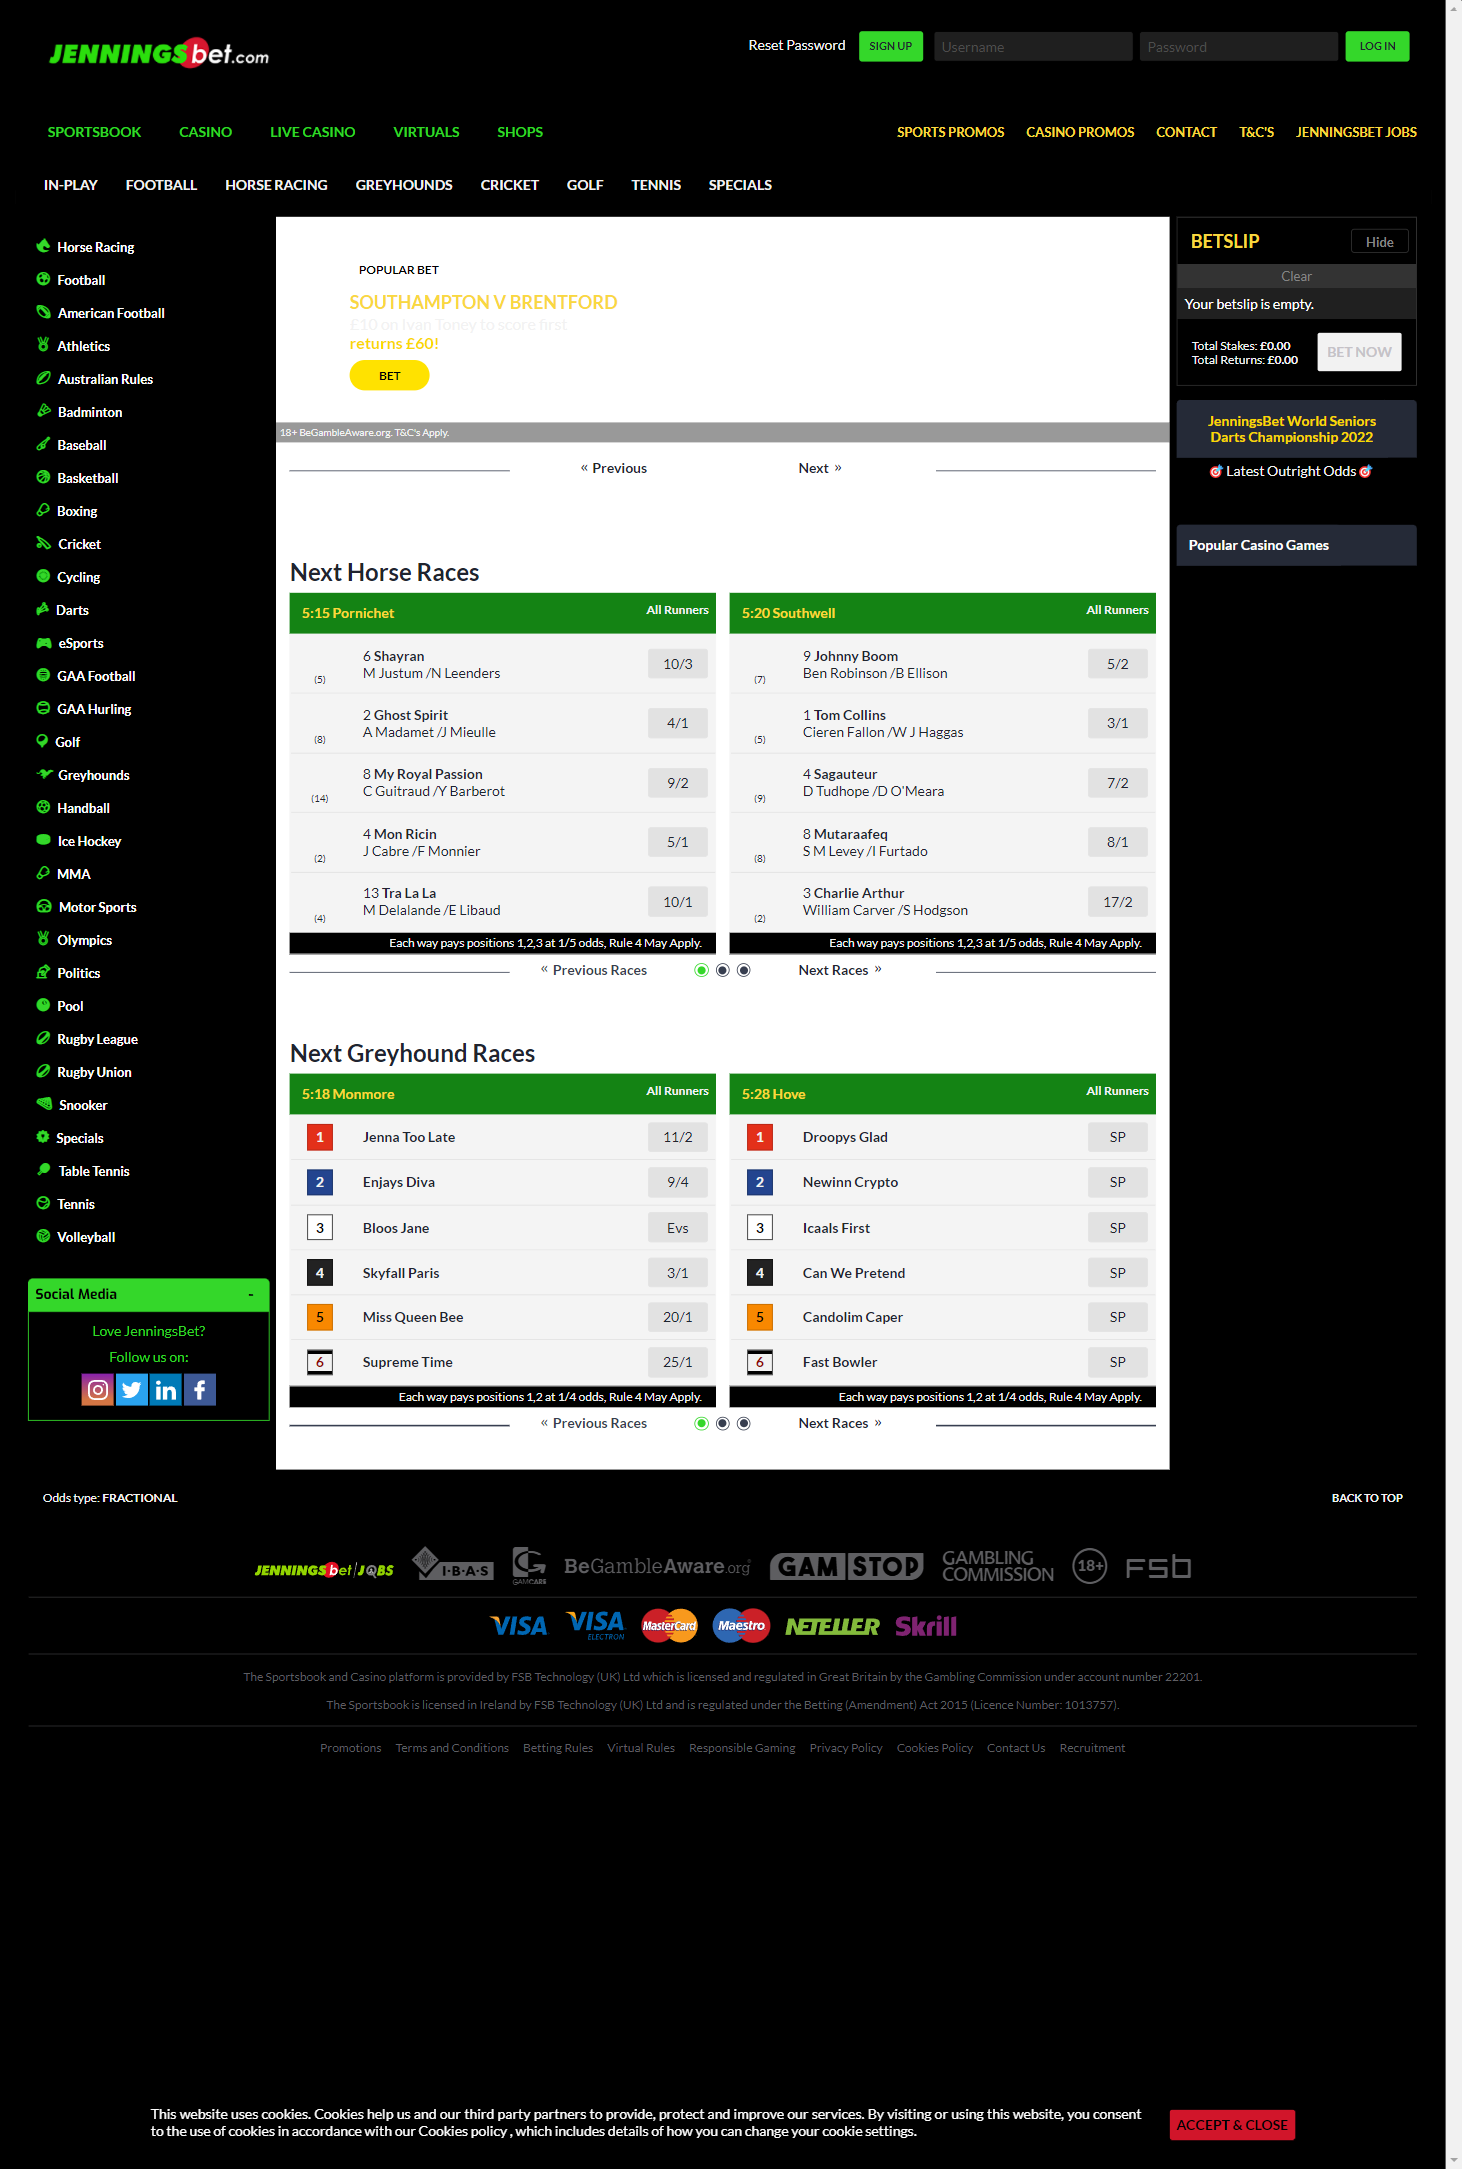 JENNINGSbet.com
Reset Password
SIGN UP
Username
Password
LOG IN
SPORTSBOOK CASINO LIVE CASINO VIRTUALS SHOPS
SPORTS PROMOS CASINO PROMOS CONTACT T&C'S JENNINGSBET JOBS
IN-PLAY FOOTBALL HORSE RACING GREYHOUNDS CRICKET GOLF TENNIS SPECIALS
Horse Racing
Football
American Football
Athletics
Australian Rules
Badminton
Baseball
Basketball
Boxing
Cricket
Cycling
Darts
eSports
GAA Football
GAA Hurling
Golf
Greyhounds
Handball
Ice Hockey
MMA
Motor Sports
Olympics
Politics
Pool
Rugby League
Rugby Union
Snooker
Specials
Table Tennis
Tennis
Volleyball
Social Media -
Love JenningsBet?
Follow us on:
POPULAR BET
SOUTHAMPTON V BRENTFORD
£10 on Ivan Toney to score first
returns £60!
BET
18+ BeGambleAware.org. T&C's Apply.
« Previous
Next »
Next Horse Races
5:15 Pornichet All Runners
6 Shayran
M Justum /N Leenders
(5)
10/3
2 Ghost Spirit
A Madamet /J Mieulle
(8)
4/1
8 My Royal Passion
C Guitraud /Y Barberot
(14)
9/2
4 Mon Ricin
J Cabre /F Monnier
(2)
5/1
13 Tra La La
M Delalande /E Libaud
(4)
10/1
Each way pays positions 1,2,3 at 1/5 odds, Rule 4 May Apply.
5:20 Southwell All Runners
9 Johnny Boom
Ben Robinson /B Ellison
(7)
5/2
1 Tom Collins
Cieren Fallon /W J Haggas
(5)
3/1
4 Sagauteur
D Tudhope /D O'Meara
(9)
7/2
8 Mutaraafeq
S M Levey /I Furtado
(8)
8/1
3 Charlie Arthur
William Carver /S Hodgson
(2)
17/2
Each way pays positions 1,2,3 at 1/5 odds, Rule 4 May Apply.
« Previous Races
Next Races »
Next Greyhound Races
5:18 Monmore All Runners
1 Jenna Too Late 11/2
2 Enjays Diva 9/4
3 Bloos Jane Evs
4 Skyfall Paris 3/1
5 Miss Queen Bee 20/1
6 Supreme Time 25/1
Each way pays positions 1,2 at 1/4 odds, Rule 4 May Apply.
5:28 Hove All Runners
1 Droopys Glad SP
2 Newinn Crypto SP
3 Icaals First SP
4 Can We Pretend SP
5 Candolim Caper SP
6 Fast Bowler SP
Each way pays positions 1,2 at 1/4 odds, Rule 4 May Apply.
« Previous Races
Next Races »
BETSLIP
Hide
Clear
Your betslip is empty.
Total Stakes: £0.00
Total Returns: £0.00
BET NOW
JenningsBet World Seniors
Darts Championship 2022
🎯 Latest Outright Odds 🎯
Popular Casino Games
Odds type: FRACTIONAL
BACK TO TOP
JENNINGSbet|JOBS
I·B·A·S
GAMCARE
BeGambleAware.org
GAMSTOP
GAMBLING
COMMISSION
18+
FSb
VISA
VISA
ELECTRON
MasterCard
Maestro
NETELLER
Skrill
The Sportsbook and Casino platform is provided by FSB Technology (UK) Ltd which is licensed and regulated in Great Britain by the Gambling Commission under account number 22201.
The Sportsbook is licensed in Ireland by FSB Technology (UK) Ltd and is regulated under the Betting (Amendment) Act 2015 (Licence Number: 1013757).
Promotions Terms and Conditions Betting Rules Virtual Rules Responsible Gaming Privacy Policy Cookies Policy Contact Us Recruitment
This website uses cookies. Cookies help us and our third party partners to provide, protect and improve our services. By visiting or using this website, you consent
to the use of cookies in accordance with our Cookies policy , which includes details of how you can change your cookie settings.
ACCEPT & CLOSE